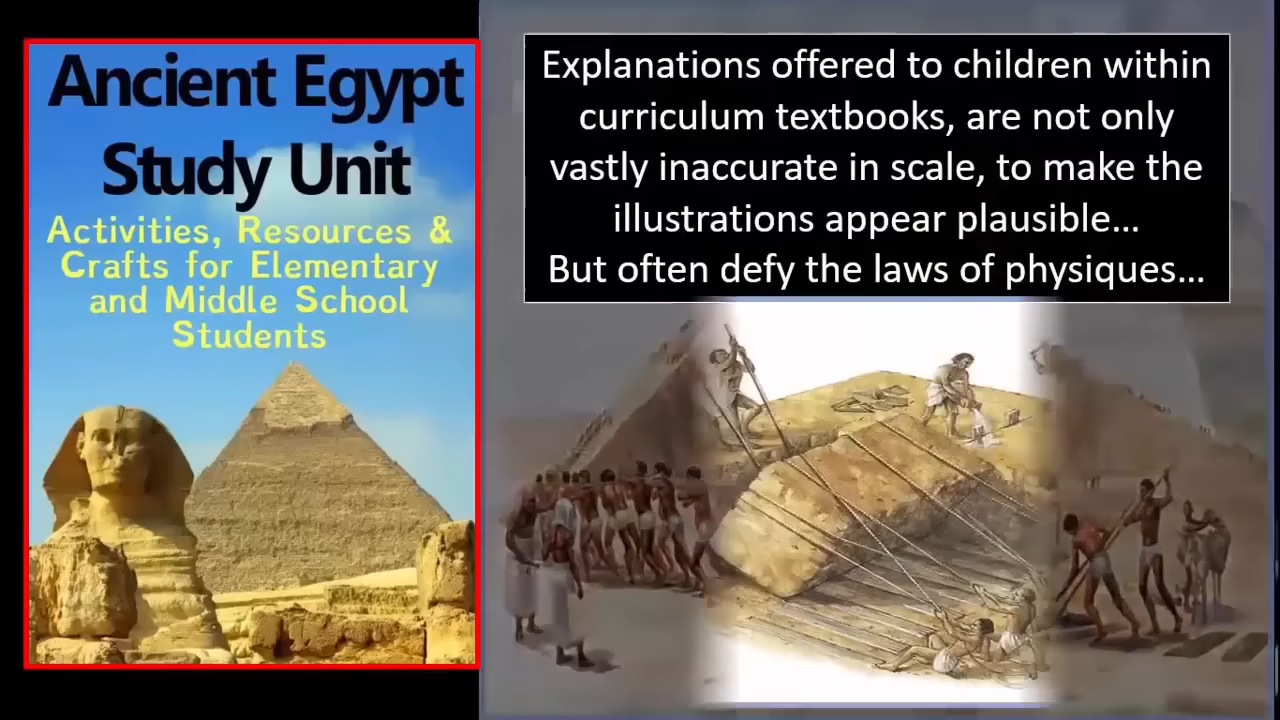 Ancient Egypt
Study Unit
Activities, Resources &
Crafts for Elementary
and Middle School
Students
Explanations offered to children within
curriculum textbooks, are not only
vastly inaccurate in scale, to make the
illustrations appear plausible…
But often defy the laws of physiques…